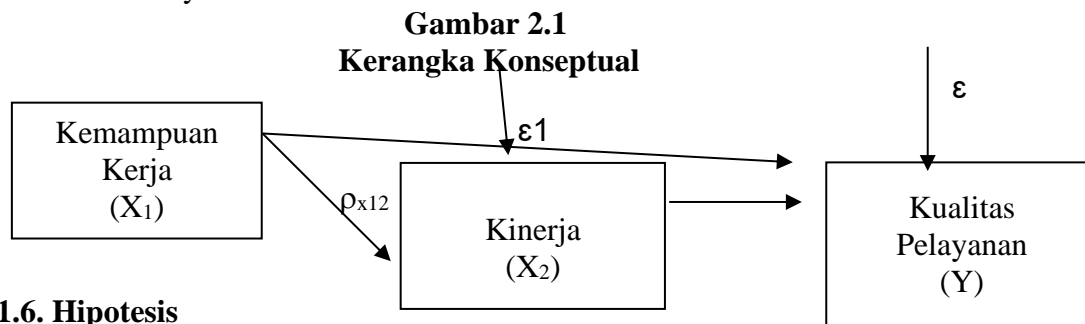 Gambar 2.1
Kerangka Konseptual
ε
ε1
Kemampuan
Kerja
(X1)
ρx12
Kinerja
(X2)
Kualitas
Pelayanan
(Y)
1.6. Hipotesis